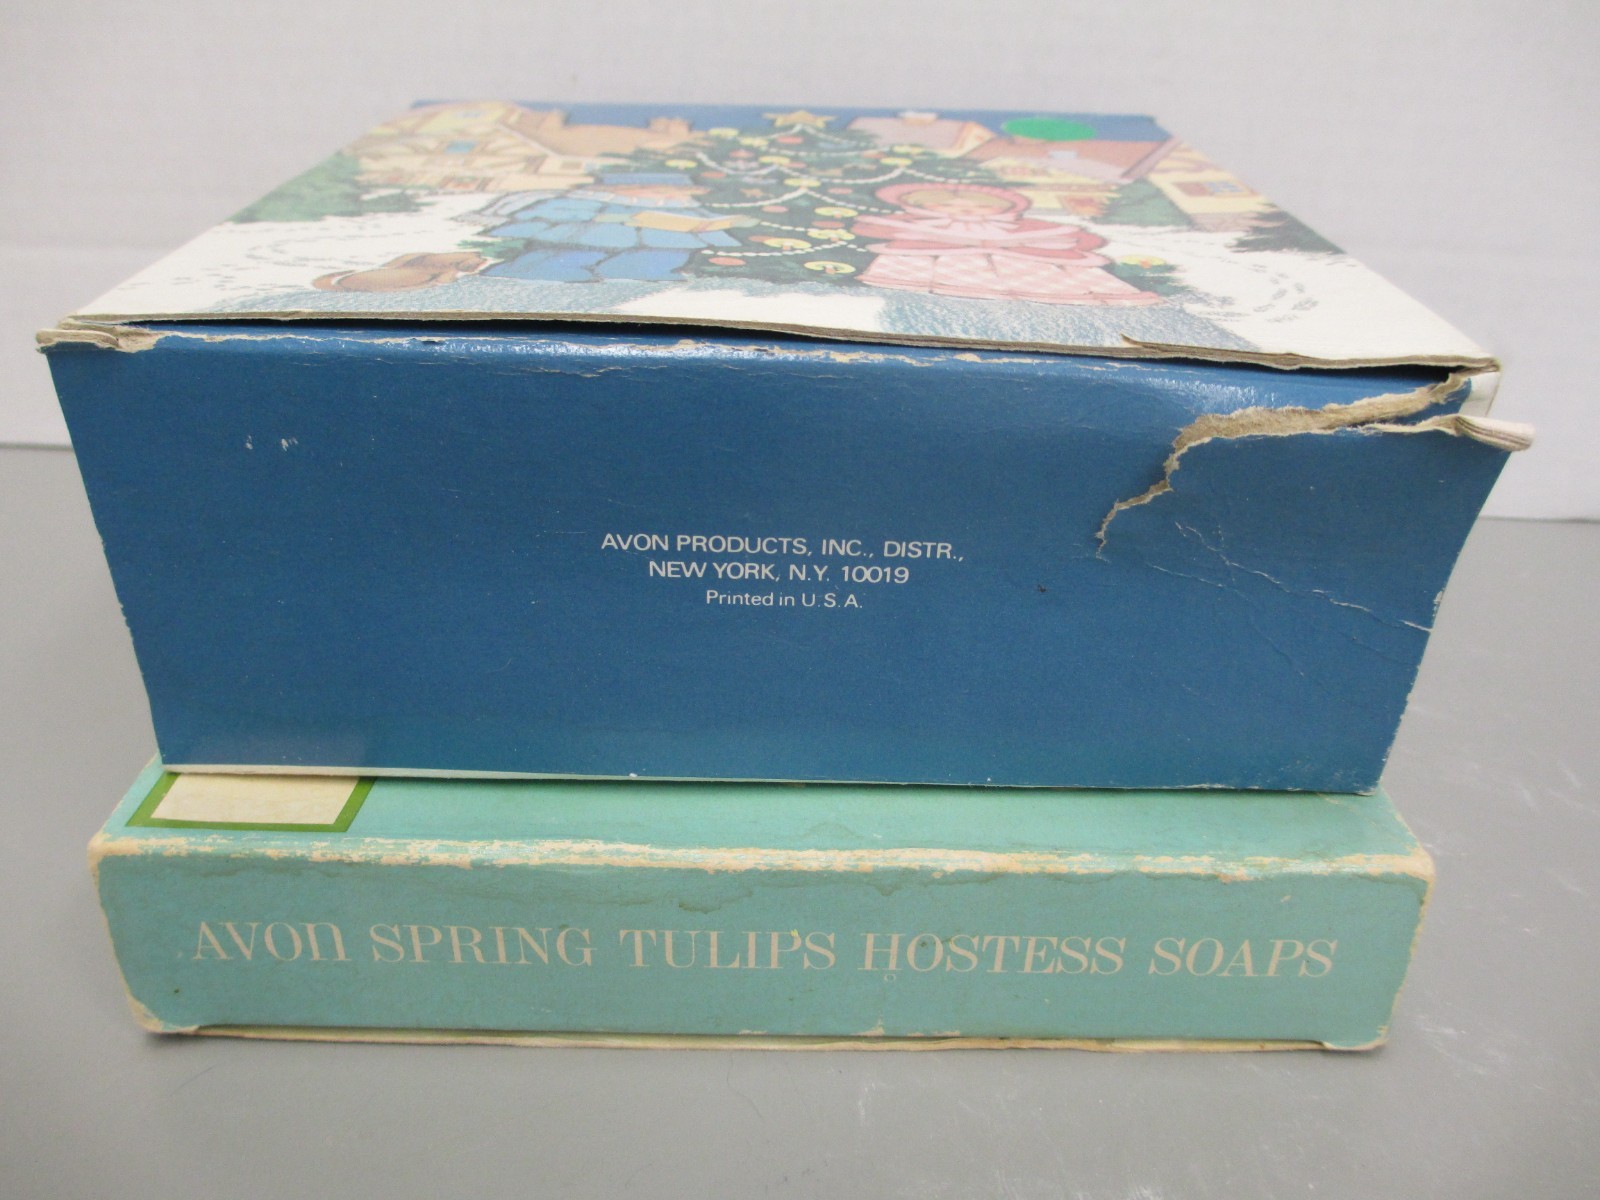 AVON PRODUCTS, INC., DISTR.,
NEW YORK, N.Y. 10019
Printed in U.S.A.
AVON SPRING TULIPS HOSTESS SOAPS